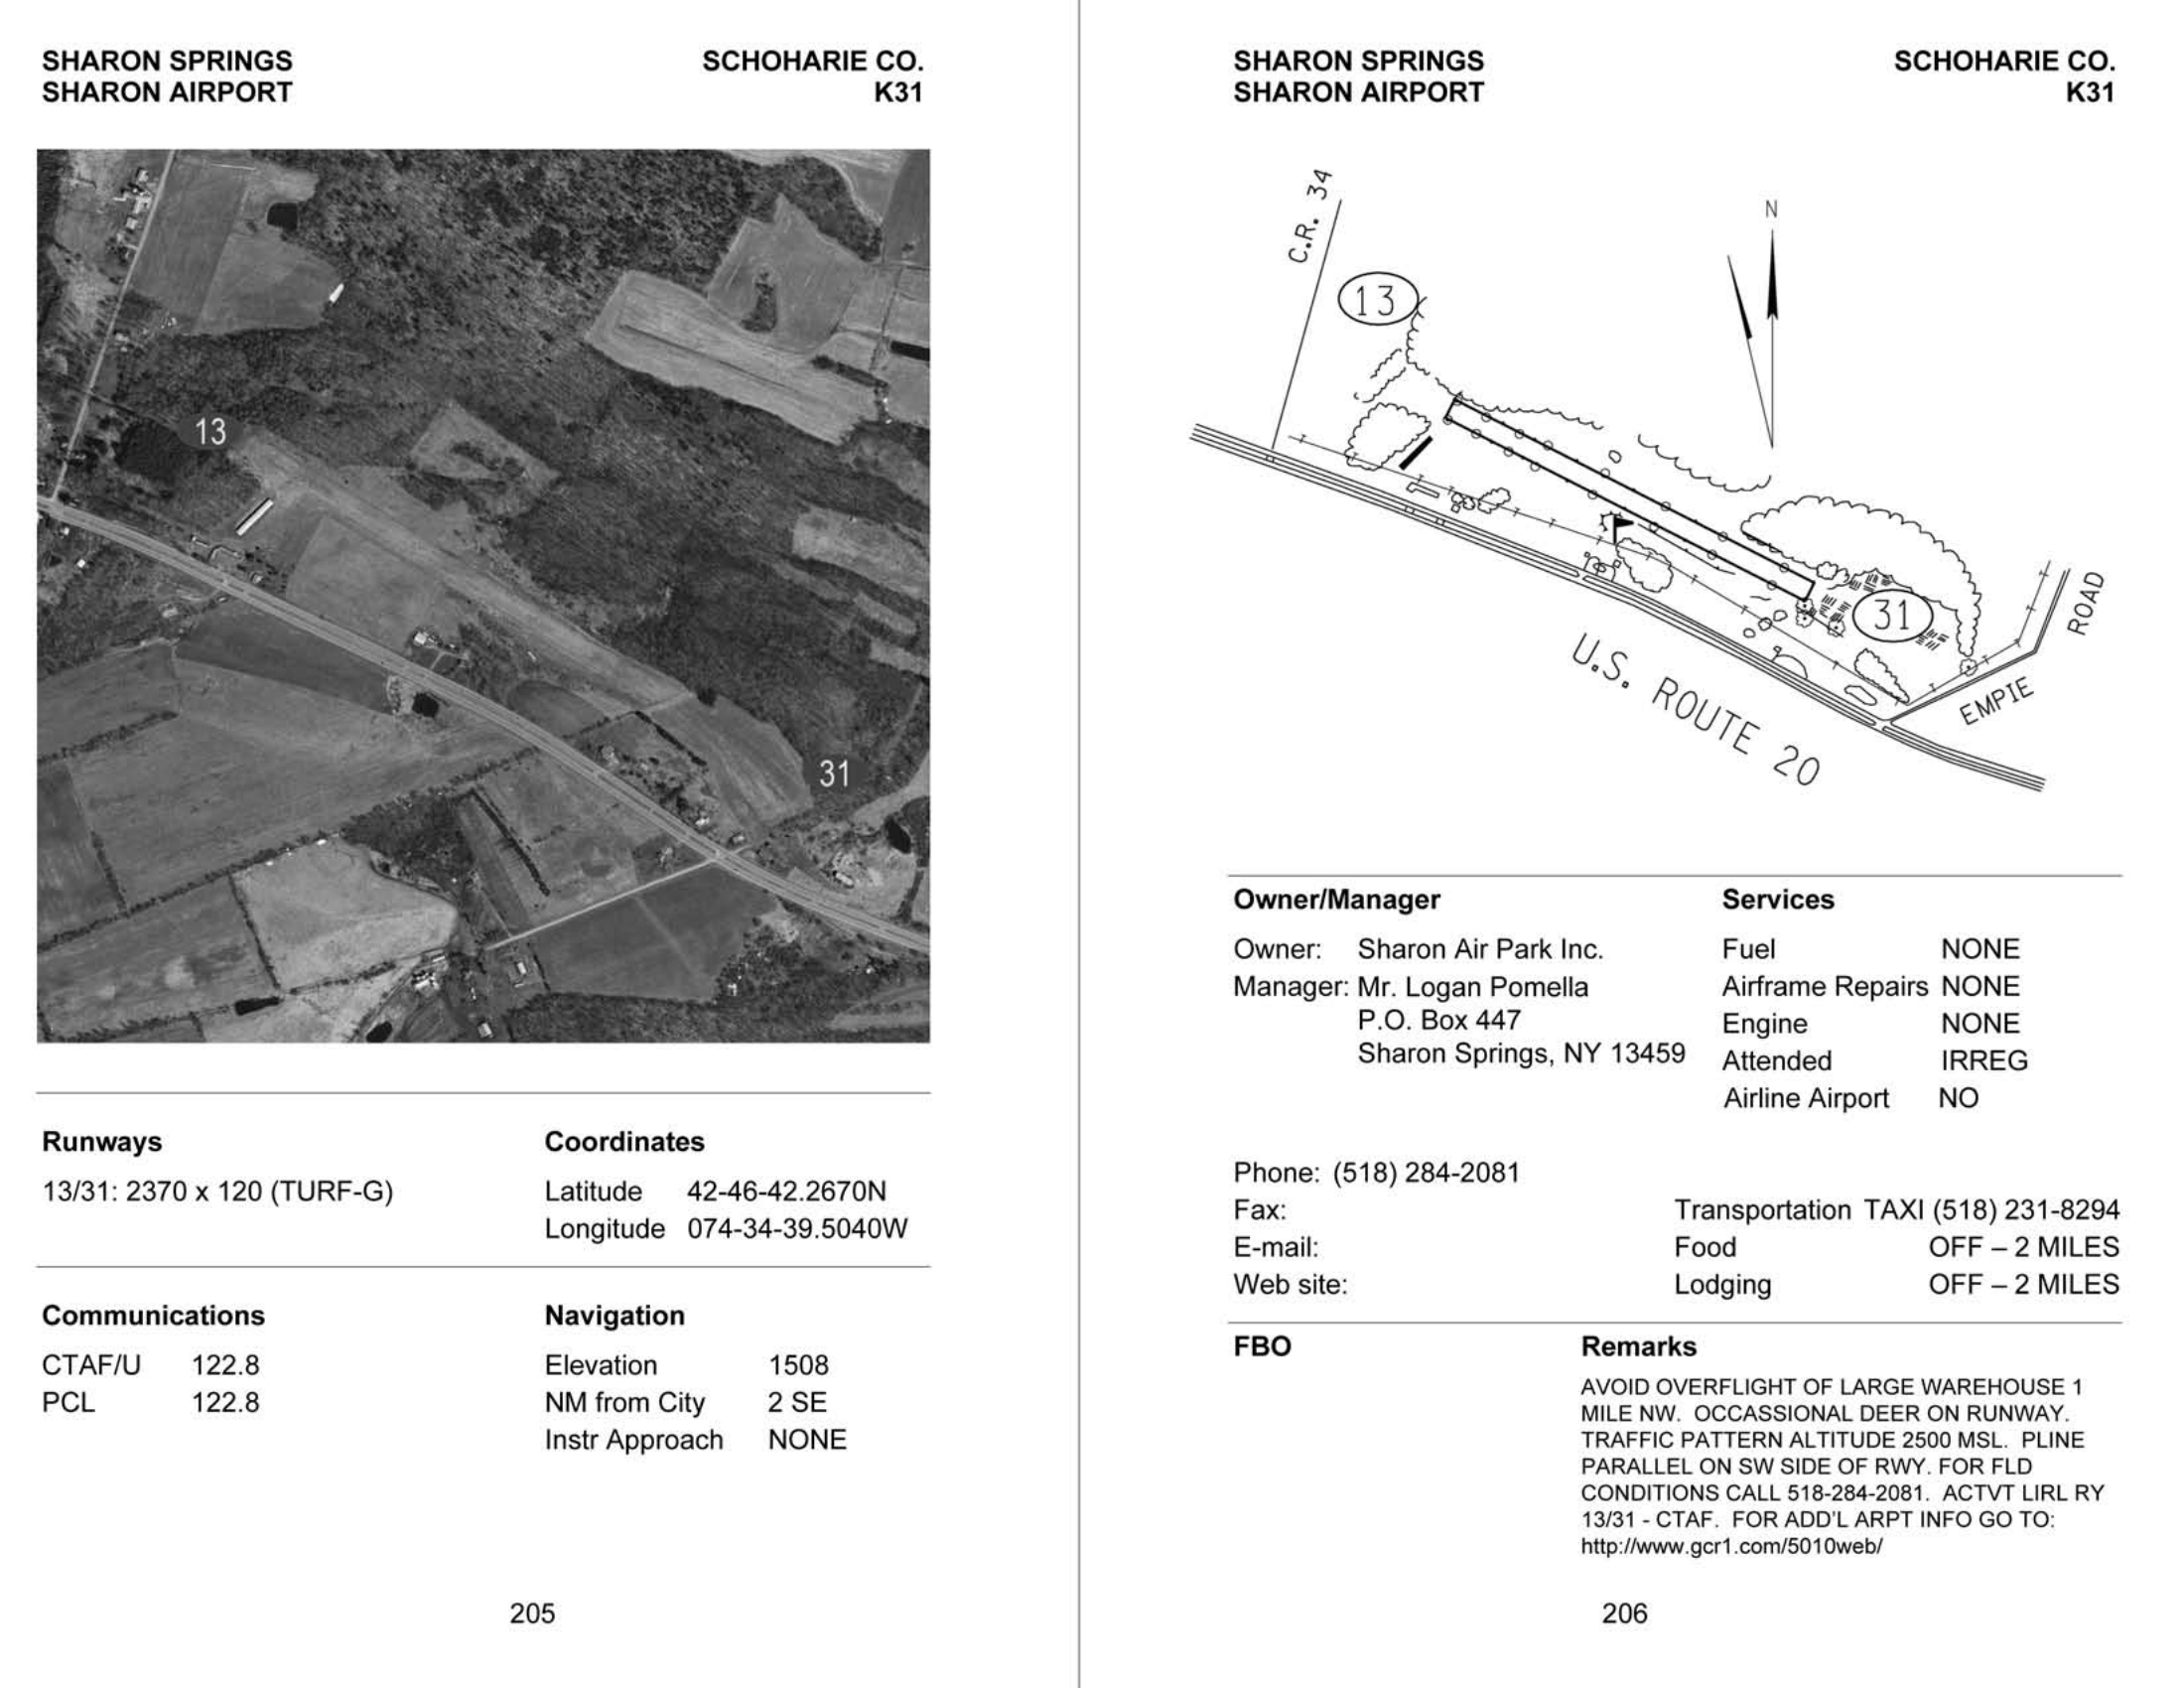 SHARON SPRINGS SCHOHARIE CO.
SHARON AIRPORT K31
13
31
Runways
13/31: 2370 x 120 (TURF-G)
Coordinates
Latitude 42-46-42.2670N
Longitude 074-34-39.5040W
Communications
CTAF/U 122.8
PCL 122.8
Navigation
Elevation 1508
NM from City 2 SE
Instr Approach NONE
205
SHARON SPRINGS SCHOHARIE CO.
SHARON AIRPORT K31
C.R. 34
N
13
31
U.S. ROUTE 20
EMPIE ROAD
Owner/Manager
Owner: Sharon Air Park Inc.
Manager: Mr. Logan Pomella
P.O. Box 447
Sharon Springs, NY 13459
Services
Fuel NONE
Airframe Repairs NONE
Engine NONE
Attended IRREG
Airline Airport NO
Phone: (518) 284-2081
Fax:
E-mail:
Web site:
Transportation TAXI (518) 231-8294
Food OFF – 2 MILES
Lodging OFF – 2 MILES
FBO
Remarks
AVOID OVERFLIGHT OF LARGE WAREHOUSE 1
MILE NW. OCCASSIONAL DEER ON RUNWAY.
TRAFFIC PATTERN ALTITUDE 2500 MSL. PLINE
PARALLEL ON SW SIDE OF RWY. FOR FLD
CONDITIONS CALL 518-284-2081. ACTVT LIRL RY
13/31 - CTAF. FOR ADD'L ARPT INFO GO TO:
http://www.gcr1.com/5010web/
206